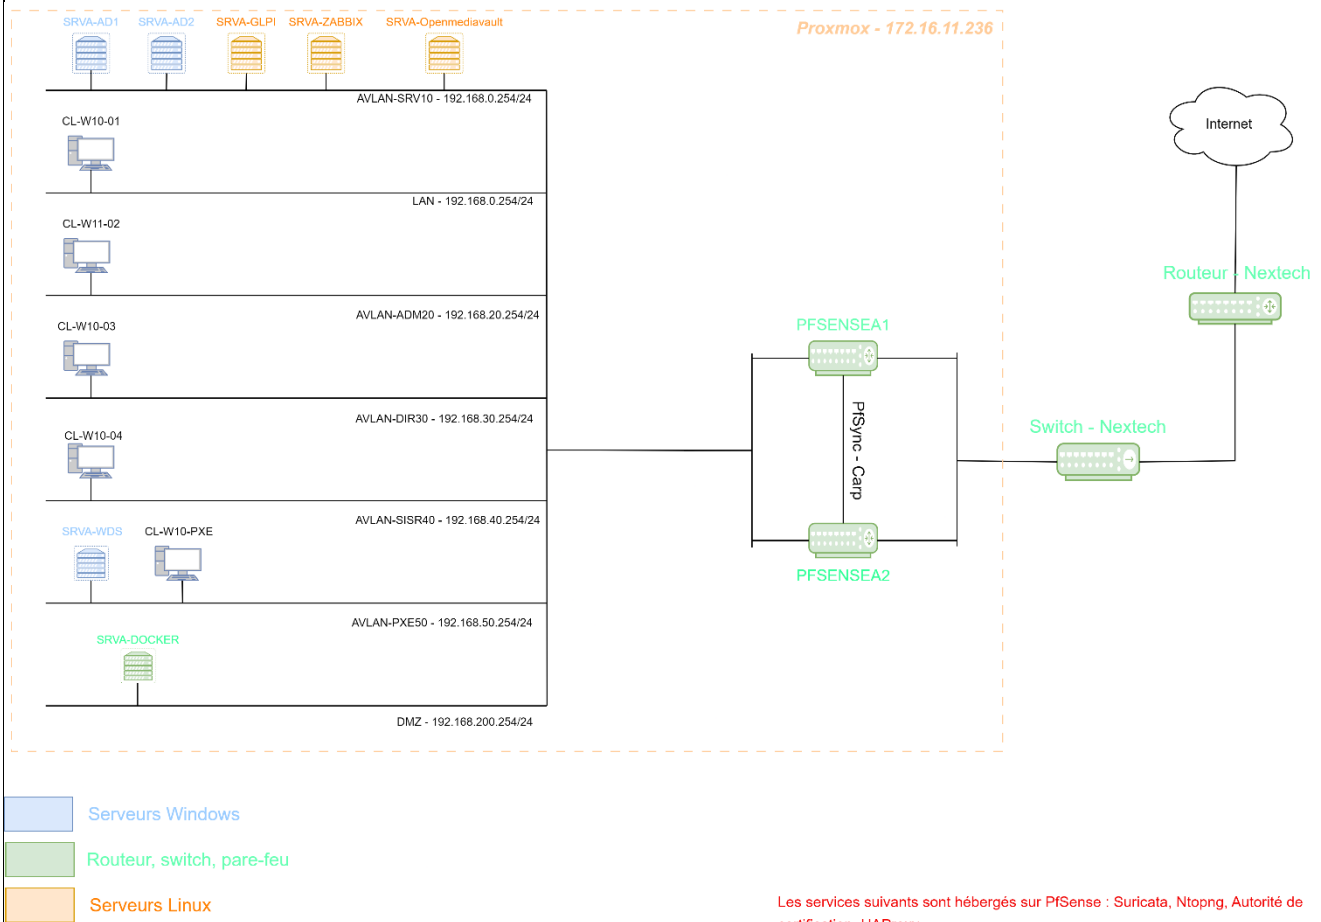 SRVA-AD1 SRVA-AD2 SRVA-GLPI SRVA-ZABBIX SRVA-Openmediavault
Proxmox - 172.16.11.236
AVLAN-SRV10 - 192.168.0.254/24
CL-W10-01
LAN - 192.168.0.254/24
CL-W11-02
AVLAN-ADM20 - 192.168.20.254/24
CL-W10-03
AVLAN-DIR30 - 192.168.30.254/24
CL-W10-04
AVLAN-SISR40 - 192.168.40.254/24
SRVA-WDS CL-W10-PXE
AVLAN-PXE50 - 192.168.50.254/24
SRVA-DOCKER
DMZ - 192.168.200.254/24
PFSENSEA1
PfSync - Carp
PFSENSEA2
Switch - Nextech
Routeur - Nextech
Internet
Serveurs Windows
Routeur, switch, pare-feu
Serveurs Linux
Les services suivants sont hébergés sur PfSense : Suricata, Ntopng, Autorité de